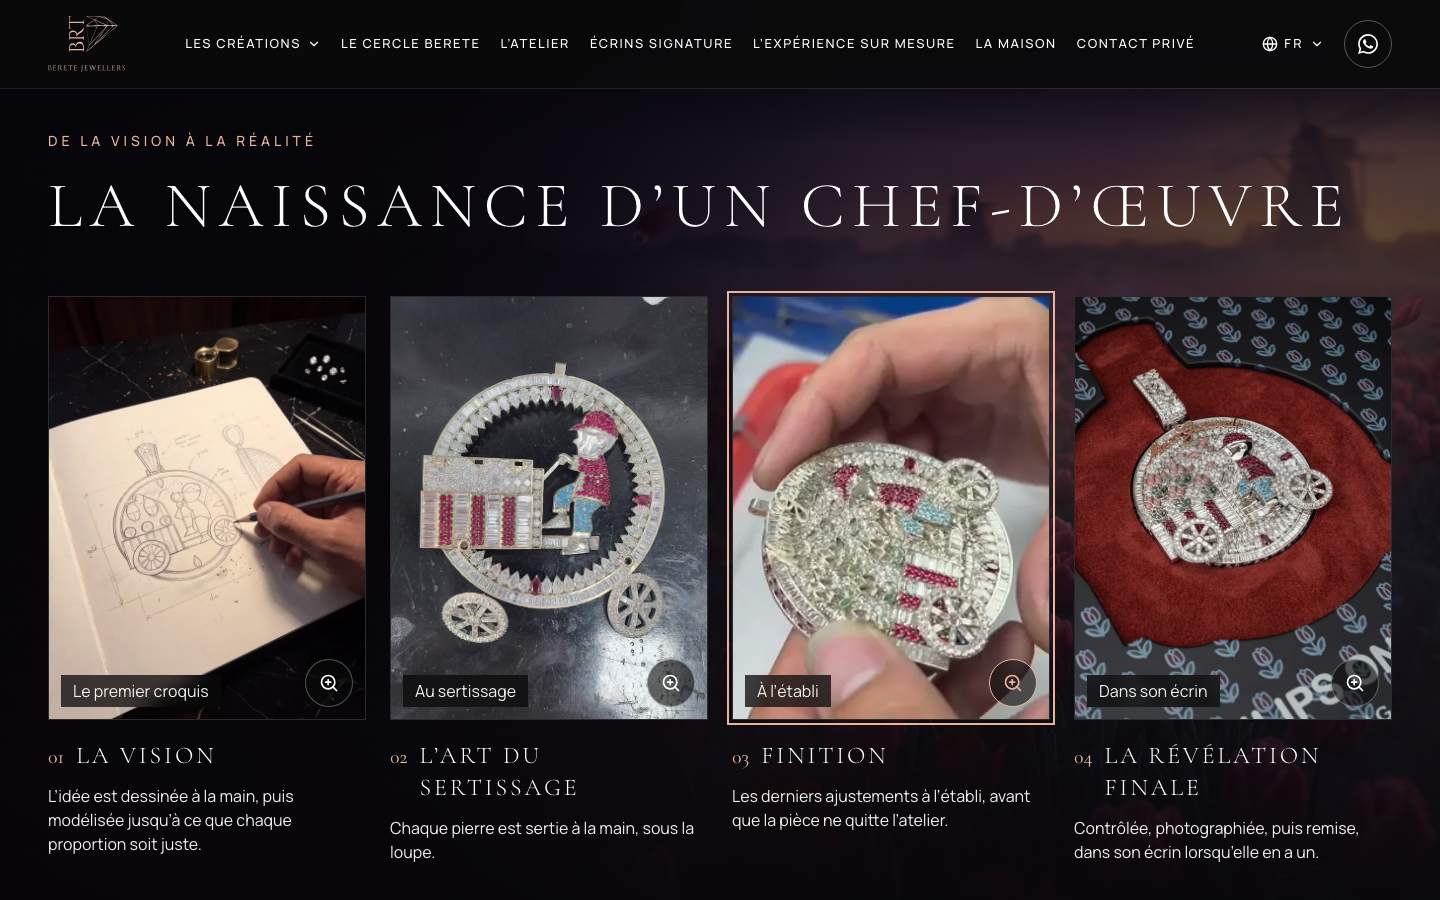 BRT
BERETE JEWELLERS
LES CRÉATIONS
LE CERCLE BERETE
L’ATELIER
ÉCRINS SIGNATURE
L’EXPÉRIENCE SUR MESURE
LA MAISON
CONTACT PRIVÉ
FR
DE LA VISION À LA RÉALITÉ
LA NAISSANCE D’UN CHEF-D’ŒUVRE
Le premier croquis
Au sertissage
À l’établi
Dans son écrin
01 LA VISION
L’idée est dessinée à la main, puis
modélisée jusqu’à ce que chaque
proportion soit juste.
02 L’ART DU
SERTISSAGE
Chaque pierre est sertie à la main, sous la
loupe.
03 FINITION
Les derniers ajustements à l’établi, avant
que la pièce ne quitte l’atelier.
04 LA RÉVÉLATION
FINALE
Contrôlée, photographiée, puis remise,
dans son écrin lorsqu’elle en a un.